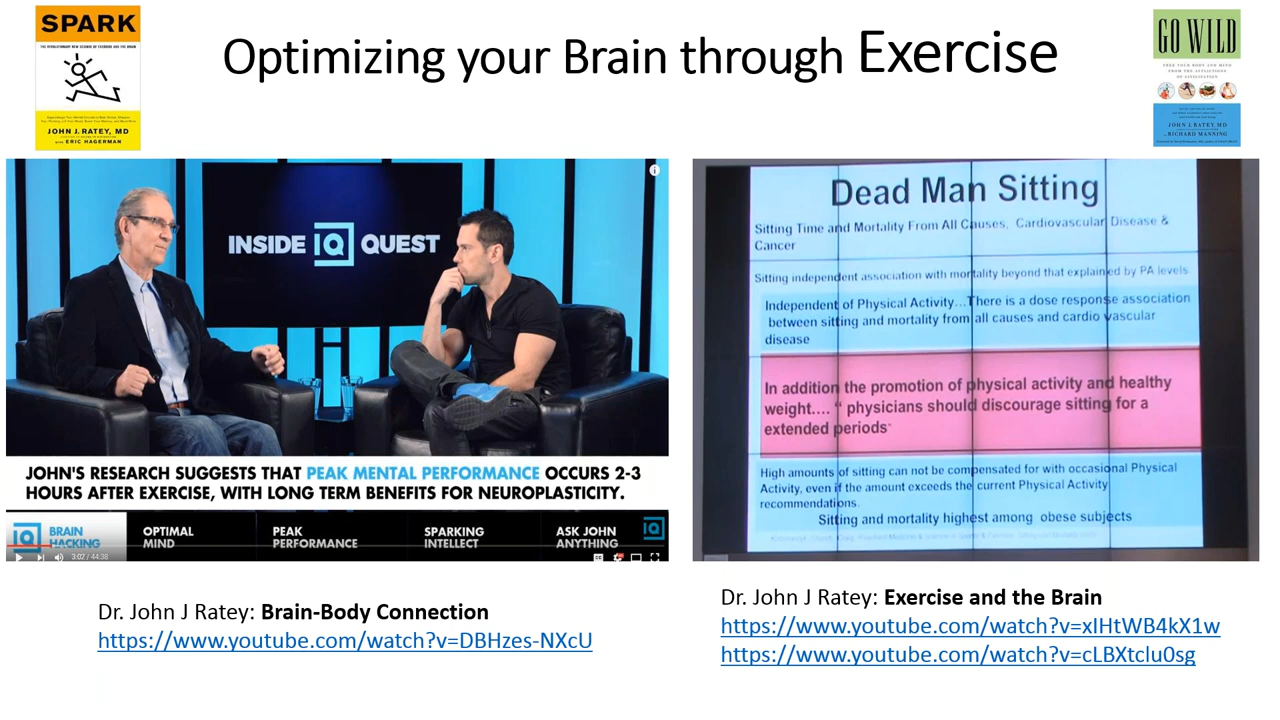 SPARK
THE REVOLUTIONARY NEW SCIENCE OF EXERCISE AND THE BRAIN
JOHN J. RATEY, MD
WITH ERIC HAGERMAN
Optimizing your Brain through Exercise
GO WILD
FREE YOUR BODY AND MIND
FROM THE AFFLICTIONS
OF CIVILIZATION
JOHN J. RATEY, MD
RICHARD MANNING
INSIDE IQ QUEST
JOHN'S RESEARCH SUGGESTS THAT PEAK MENTAL PERFORMANCE OCCURS 2-3
HOURS AFTER EXERCISE, WITH LONG TERM BENEFITS FOR NEUROPLASTICITY.
IQ
BRAIN
HACKING
OPTIMAL
MIND
PEAK
PERFORMANCE
SPARKING
INTELLECT
ASK JOHN
ANYTHING
IQ
3:02 / 44:38
Dead Man Sitting
Sitting Time and Mortality From All Causes, Cardiovascular Disease &
Cancer
Sitting independent association with mortality beyond that explained by PA levels
Independent of Physical Activity...There is a dose response association
between sitting and mortality from all causes and cardio vascular
disease
In addition the promotion of physical activity and healthy
weight.... " physicians should discourage sitting for a
extended periods"
High amounts of sitting can not be compensated for with occasional Physical
Activity, even if the amount exceeds the current Physical Activity
recommendations.
Sitting and mortality highest among obese subjects
Dr. John J Ratey: Brain-Body Connection
https://www.youtube.com/watch?v=DBHzes-NXcU
Dr. John J Ratey: Exercise and the Brain
https://www.youtube.com/watch?v=xIHtWB4kX1w
https://www.youtube.com/watch?v=cLBXtclu0sg